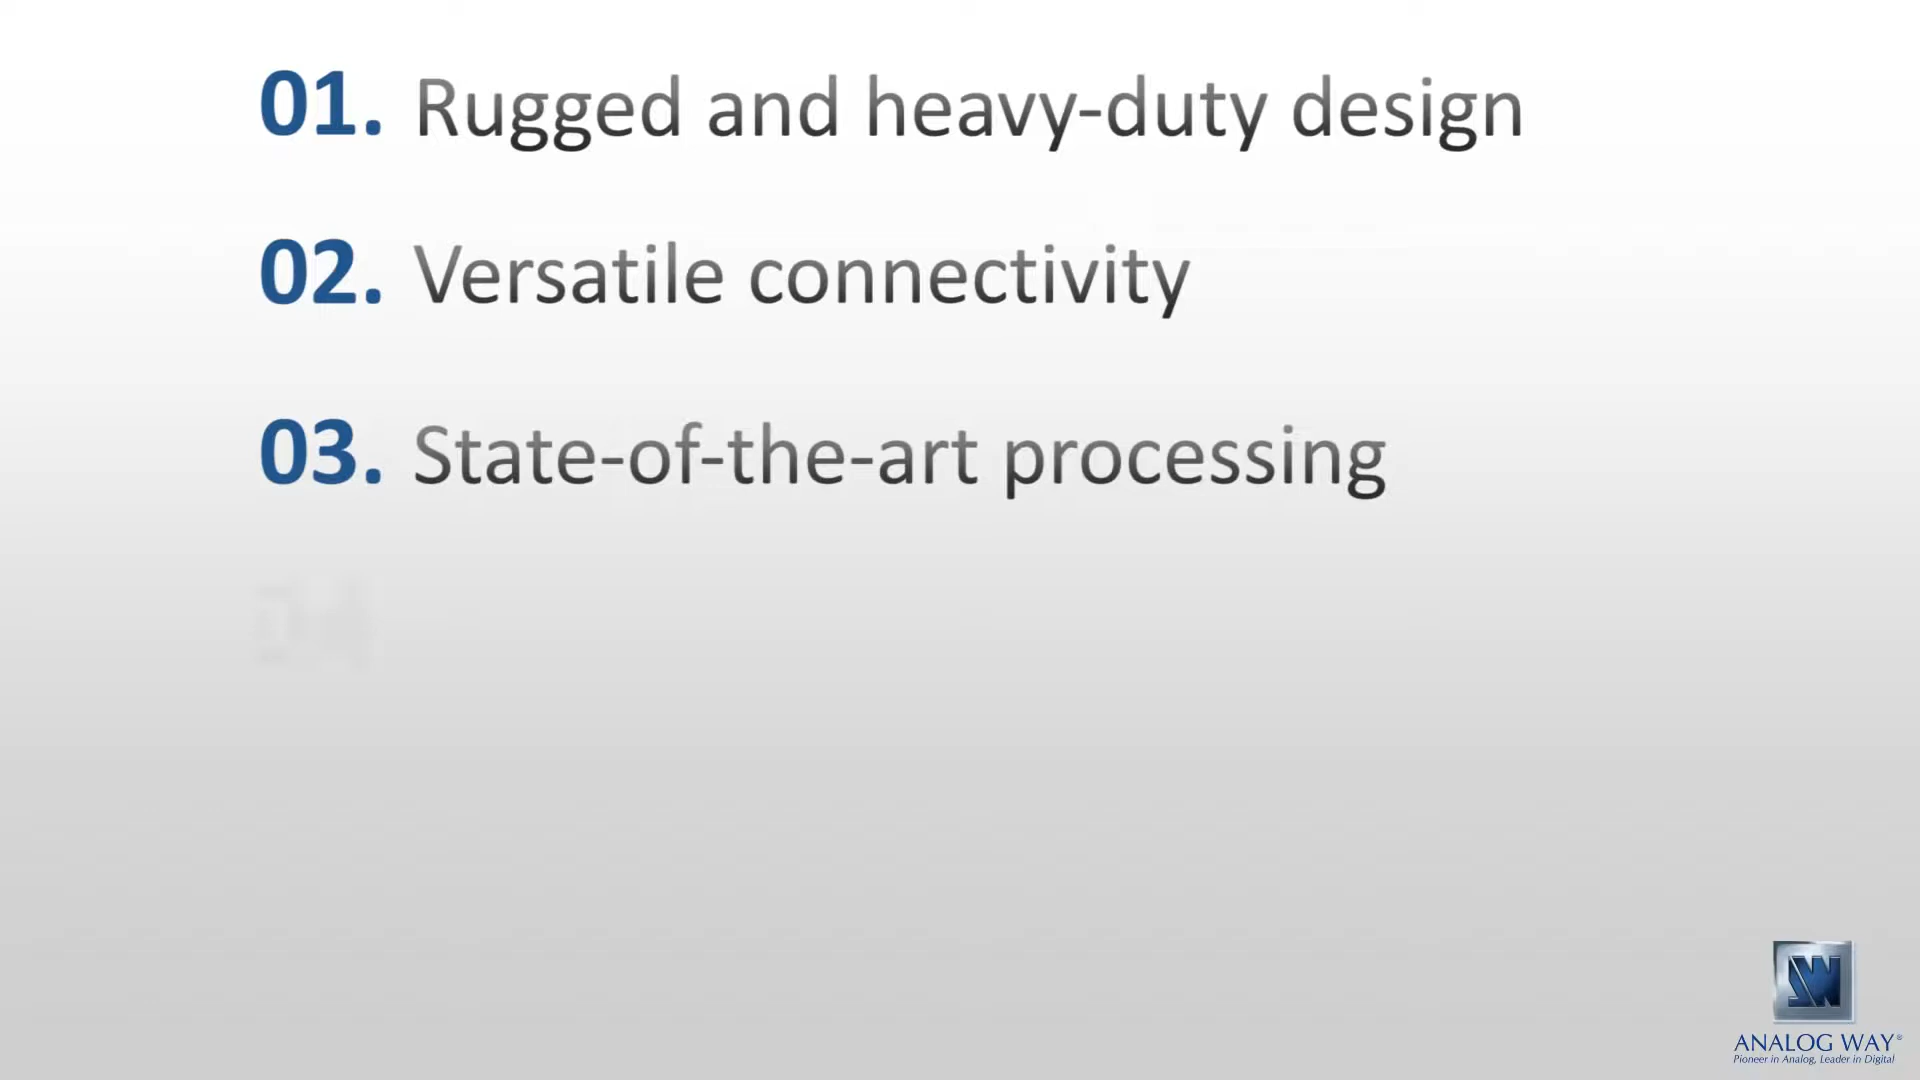 01. Rugged and heavy-duty design
02. Versatile connectivity
03. State-of-the-art processing
04
ANALOG WAY®
Pioneer in Analog, Leader in Digital